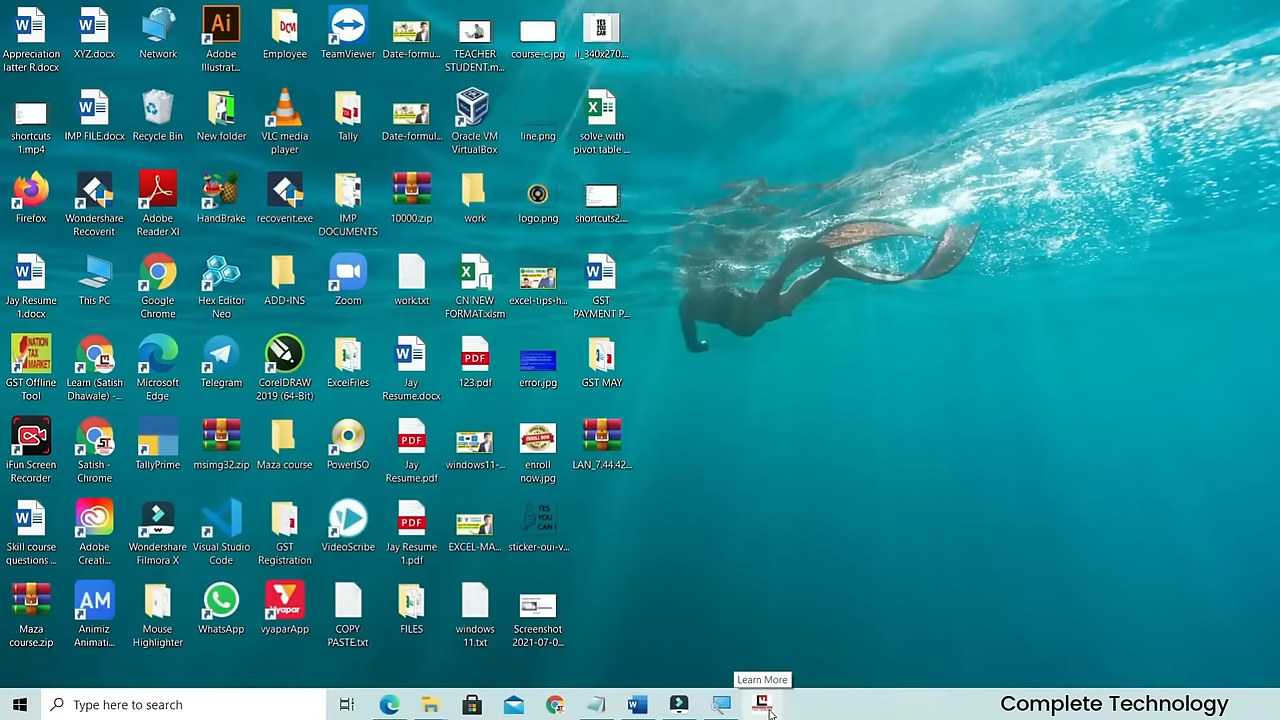 Appreciation
latter R.docx
XYZ.docx
Network
Adobe
Illustrat...
Employee
TeamViewer
Date-formu...
TEACHER
STUDENT.m...
course-c.jpg
il_340x270....
shortcuts
1.mp4
IMP FILE.docx
Recycle Bin
New folder
VLC media
player
Tally
Date-formul...
Oracle VM
VirtualBox
line.png
solve with
pivot table ...
Firefox
Wondershare
Recoverit
Adobe
Reader XI
HandBrake
recoverit.exe
IMP
DOCUMENTS
10000.zip
work
logo.png
shortcuts2....
Jay Resume
1.docx
This PC
Google
Chrome
Hex Editor
Neo
ADD-INS
Zoom
work.txt
CN NEW
FORMAT.xlsm
excel-tips-h...
GST
PAYMENT P...
GST Offline
Tool
Learn (Satish
Dhawale) -...
Microsoft
Edge
Telegram
CorelDRAW
2019 (64-Bit)
ExcelFiles
Jay
Resume.docx
123.pdf
error.jpg
GST MAY
iFun Screen
Recorder
Satish -
Chrome
TallyPrime
msimg32.zip
Maza course
PowerISO
Jay
Resume.pdf
windows11-...
enroll
now.jpg
LAN_7.44.42...
Skill course
questions ...
Adobe
Creati...
Wondershare
Filmora X
Visual Studio
Code
GST
Registration
VideoScribe
Jay Resume
1.pdf
EXCEL-MA...
sticker-oui-v...
Maza
course.zip
Animiz
Animati...
Mouse
Highlighter
WhatsApp
vyaparApp
COPY
PASTE.txt
FILES
windows
11.txt
Screenshot
2021-07-0...
Learn More
Type here to search
Complete Technology